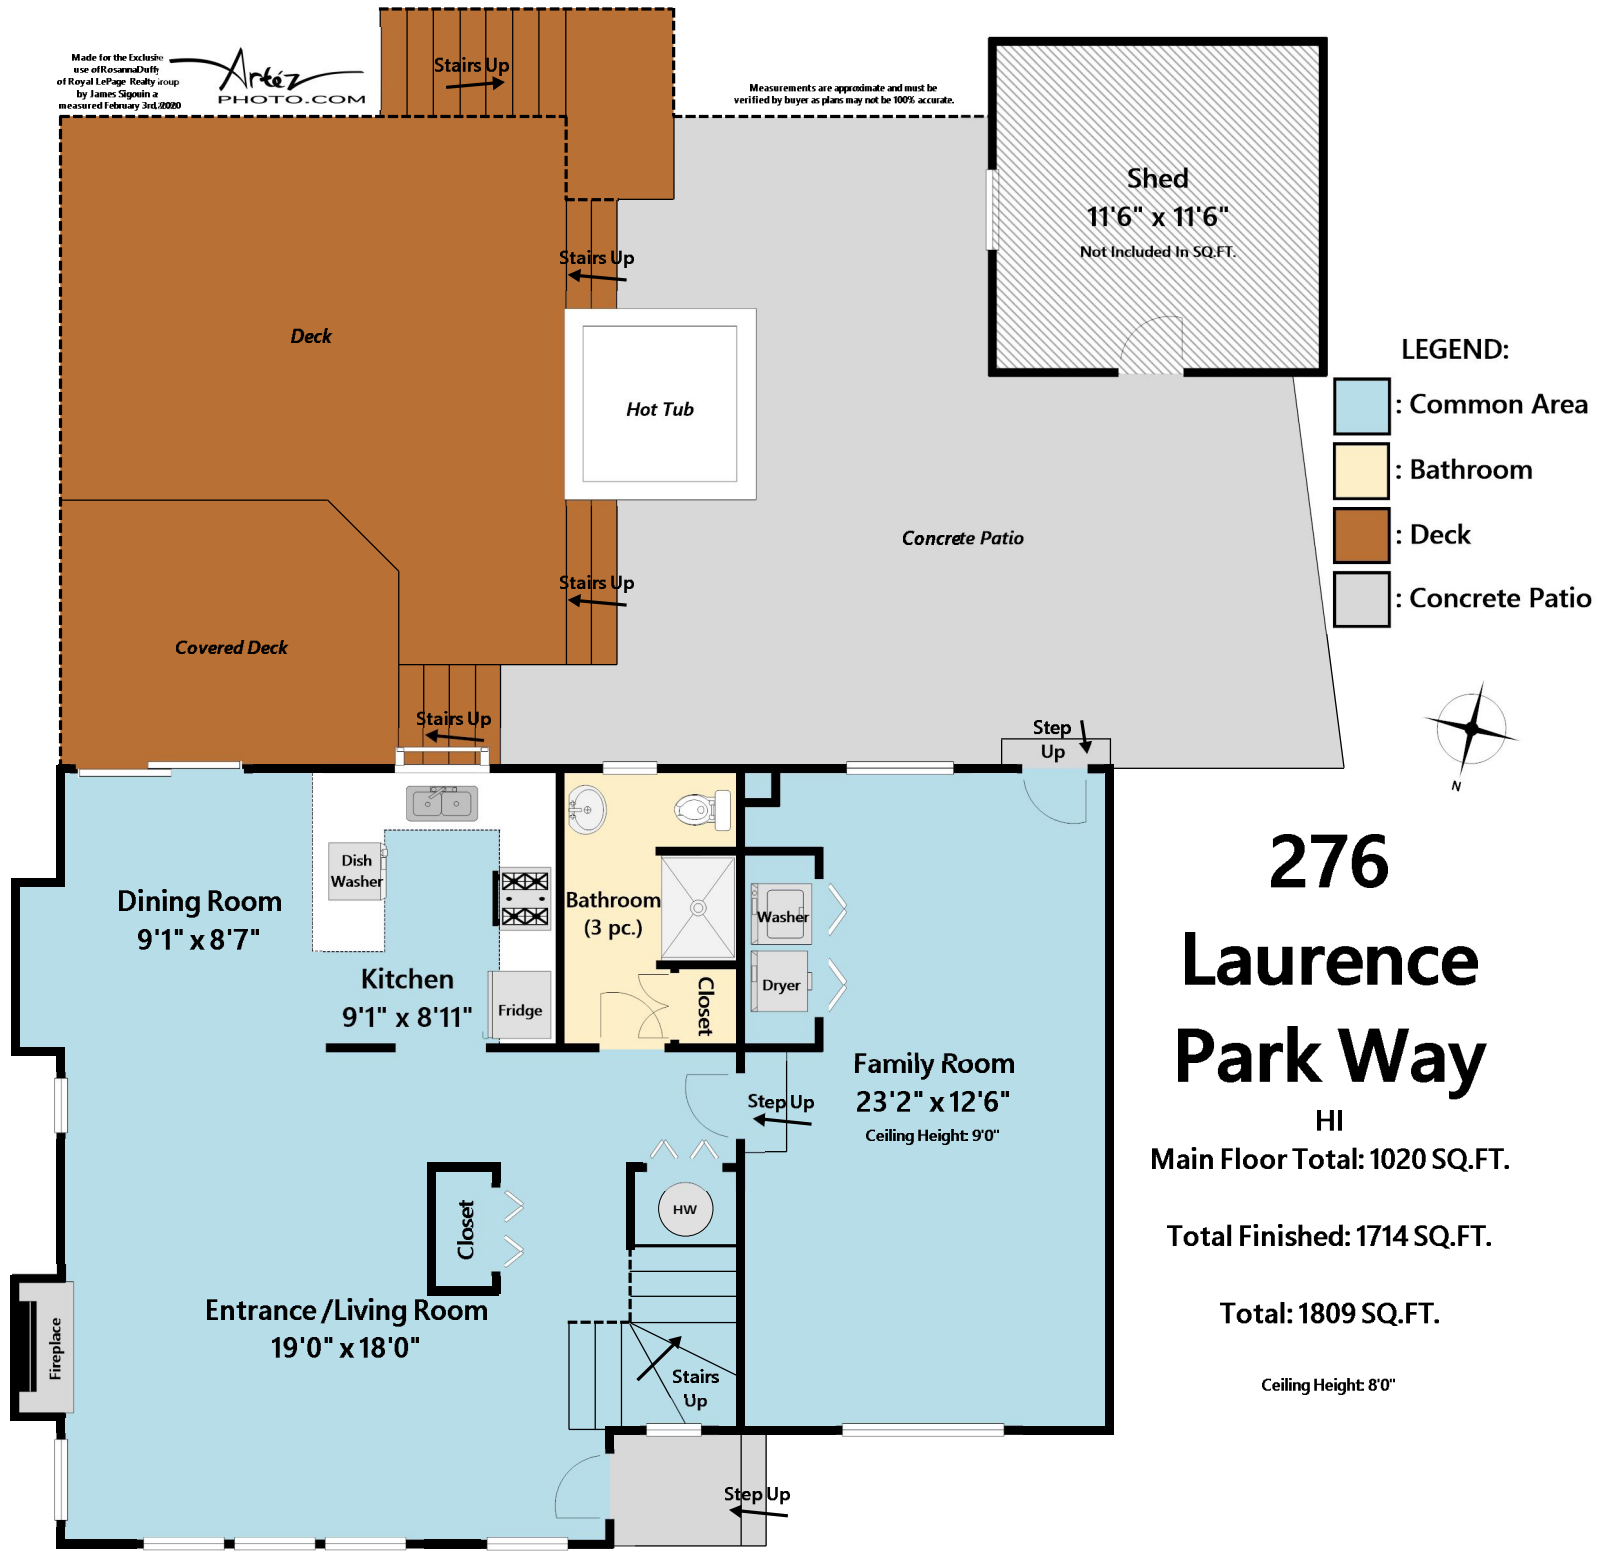 Made for the Exclusive
use of Rosanna Duffy
of Royal LePage Realty Group
by James Sigouin
measured February 3rd, 2020
Artéz
PHOTO.COM
Stairs Up
Measurements are approximate and must be
verified by buyer as plans may not be 100% accurate.
Shed
11'6" x 11'6"
Not Included In SQ.FT.
Stairs Up
Deck
Hot Tub
LEGEND:
: Common Area
: Bathroom
: Deck
: Concrete Patio
Concrete Patio
Stairs Up
Covered Deck
Stairs Up
Step
Up
N
Dish
Washer
Dining Room
9'1" x 8'7"
Kitchen
9'1" x 8'11"
Fridge
Bathroom
(3 pc.)
Closet
Washer
Dryer
Family Room
23'2" x 12'6"
Ceiling Height: 9'0"
Step Up
HW
Closet
Entrance/Living Room
19'0" x 18'0"
Fireplace
Stairs
Up
Step Up
276
Laurence
Park Way
HI
Main Floor Total: 1020 SQ.FT.
Total Finished: 1714 SQ.FT.
Total: 1809 SQ.FT.
Ceiling Height: 8'0"